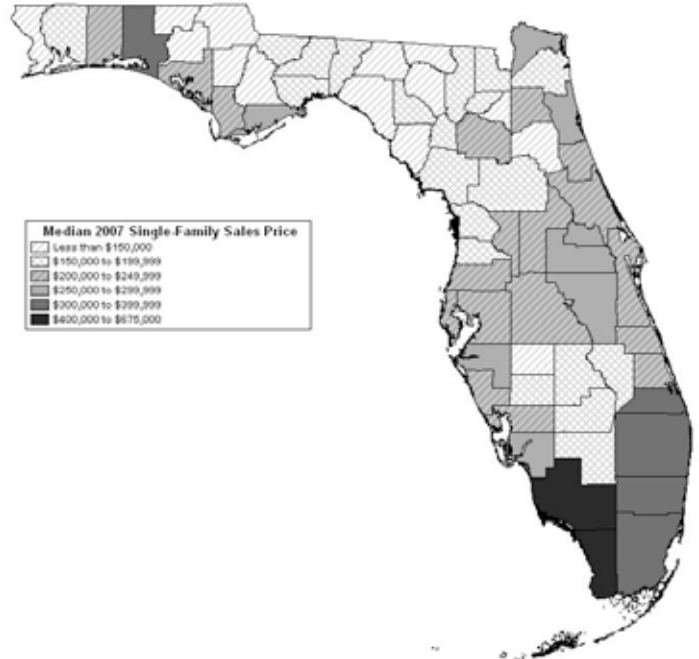 Median 2007 Single-Family Sales Price
Less than $150,000
$150,000 to $199,999
$200,000 to $249,999
$250,000 to $299,999
$300,000 to $399,999
$400,000 to $675,000